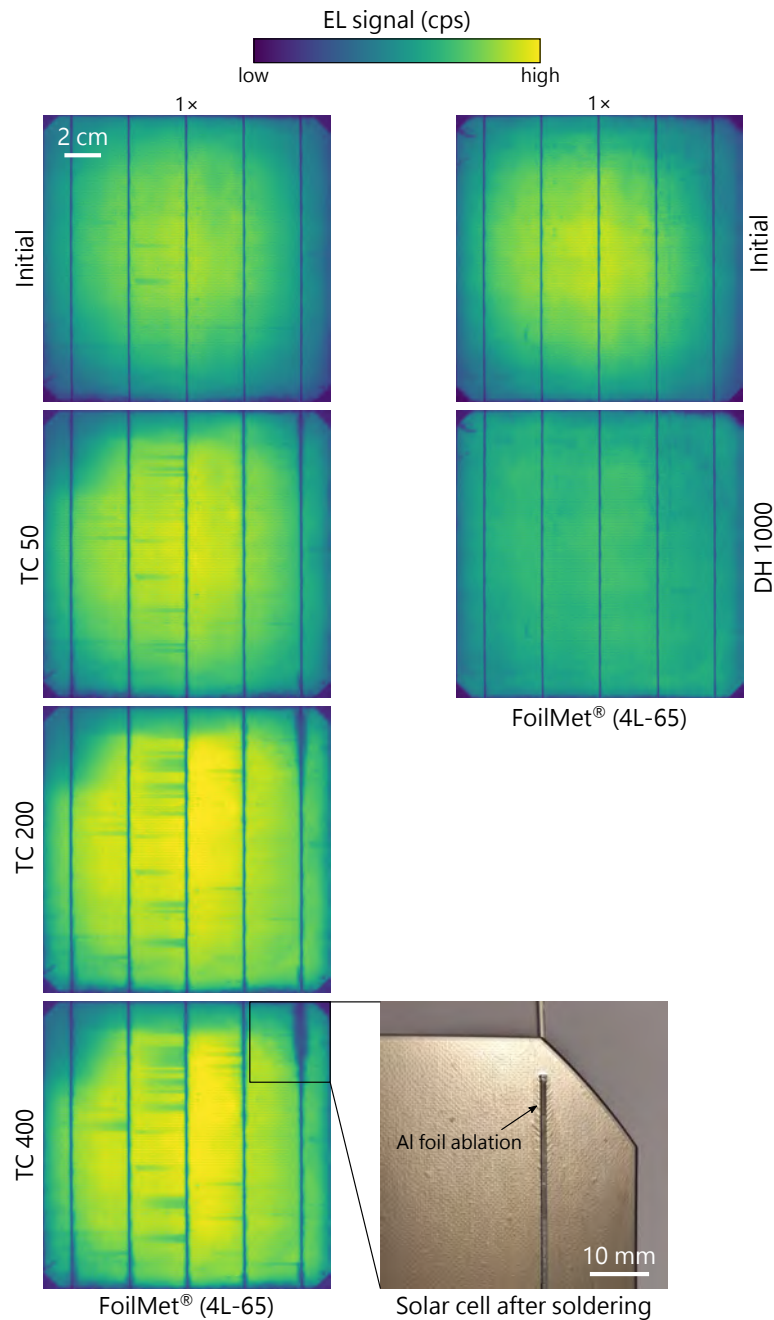 EL signal (cps)
low
high
1×
1×
2 cm
Initial
Initial
TC 50
DH 1000
FoilMet® (4L-65)
TC 200
TC 400
Al foil ablation
10 mm
FoilMet® (4L-65)
Solar cell after soldering